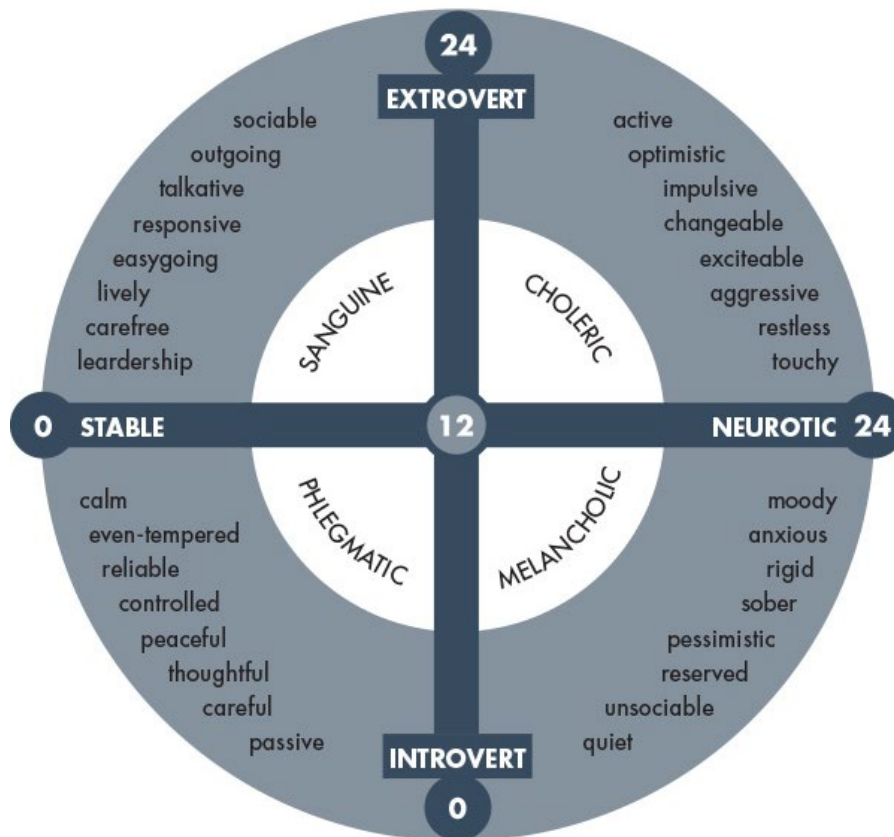 24
EXTROVERT
sociable
outgoing
talkative
responsive
easygoing
lively
carefree
leardership
active
optimistic
impulsive
changeable
exciteable
aggressive
restless
touchy
SANGUINE
CHOLERIC
0 STABLE
12
NEUROTIC 24
PHLEGMATIC
MELANCHOLIC
calm
even-tempered
reliable
controlled
peaceful
thoughtful
careful
passive
moody
anxious
rigid
sober
pessimistic
reserved
unsociable
quiet
INTROVERT
0